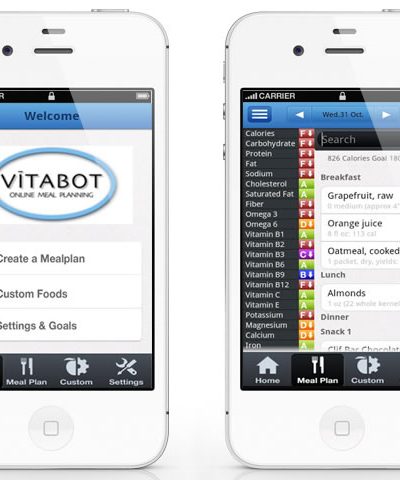 R
Welcome
VĪTABOT
ONLINE MEAL PLANNING
Create a Mealplan
Custom Foods
Settings & Goals
Meal Plan
Custom
Settings
CARRIER
Wed.31 Oct.
Search
826 Calories Goal 180
Calories F
Carbohydrate F
Protein F
Fat F
Sodium F
Cholesterol A
Saturated Fat A
Fiber F
Omega 3 F
Omega 6 D
Vitamin B1 A
Vitamin B2 F
Vitamin B3 C
Vitamin B6 A
Vitamin B9 B
Vitamin B12 F
Vitamin C A
Vitamin E A
Potassium F
Magnesium D
Calcium D
Iron
Breakfast
Grapefruit, raw
0 medium (approx 4"
Orange juice
8 fl oz: 113 cal
Oatmeal, cooked
1 packet, dry, yields:
Lunch
Almonds
1 oz (22 whole kernel
Dinner
Snack 1
Clif Bar Chocolat
Home
Meal Plan
Custom